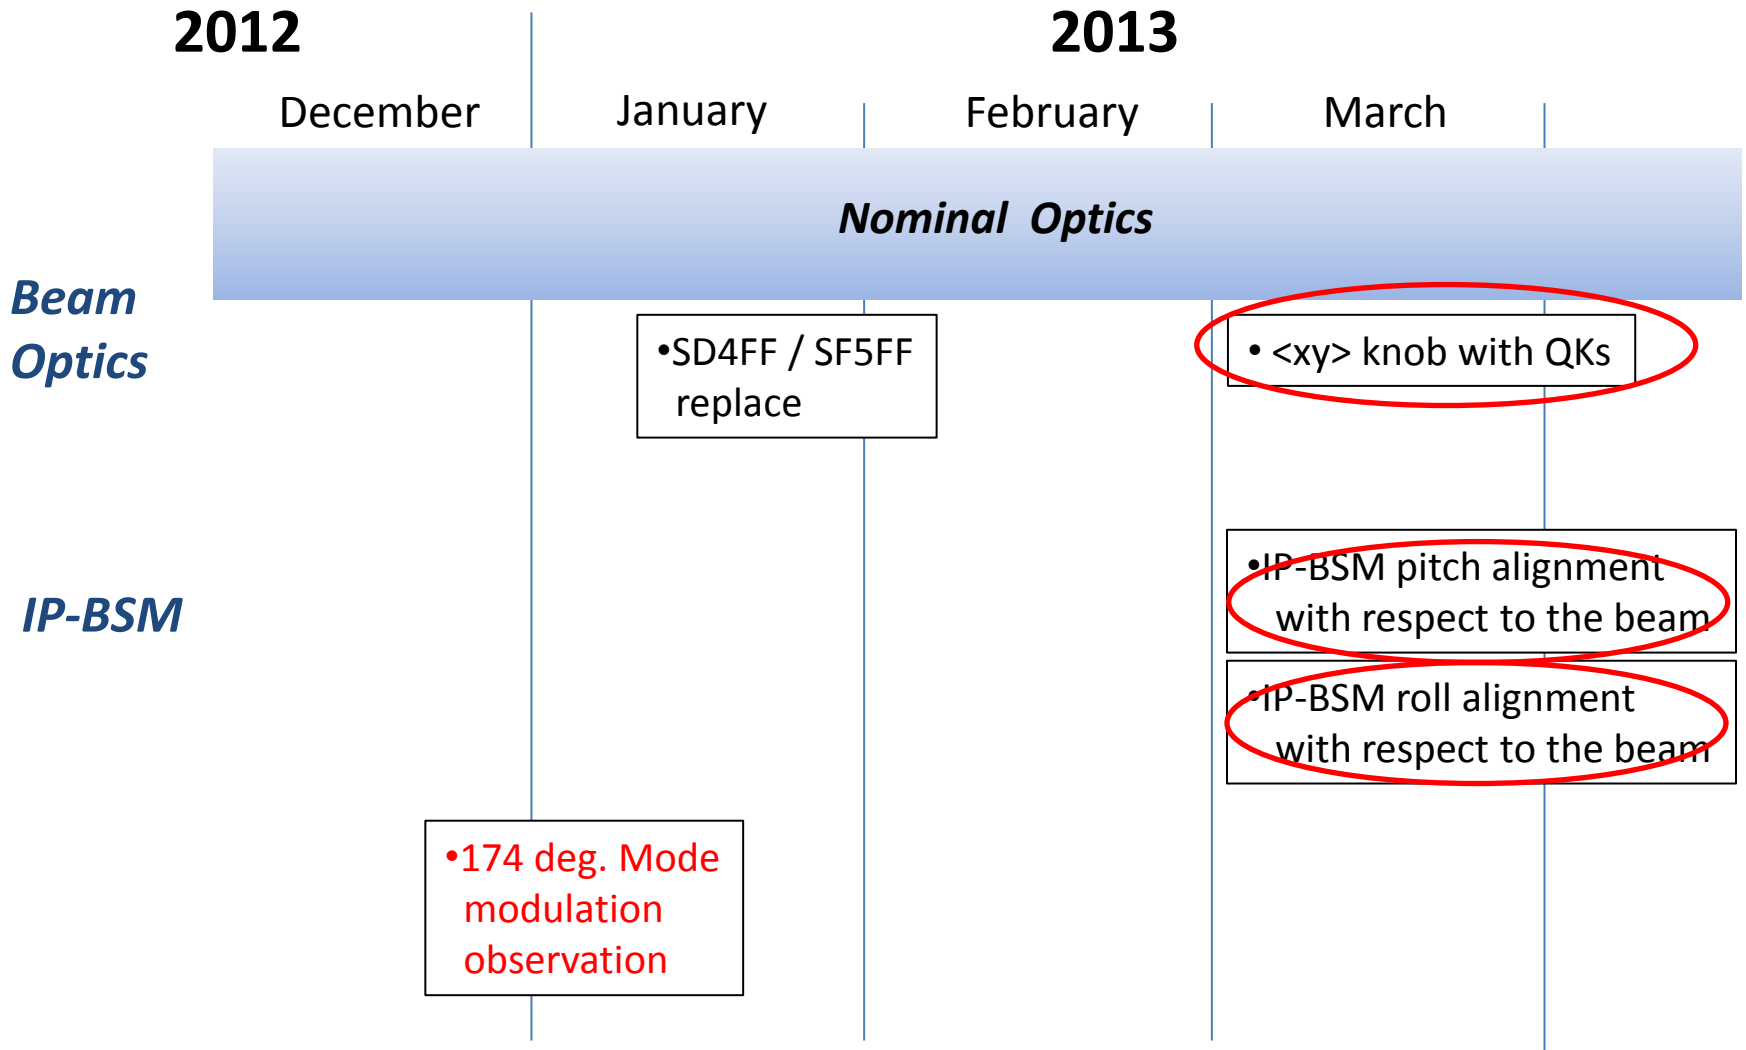 2012
2013
December
January
February
March
Nominal Optics
Beam
Optics
•SD4FF / SF5FF
replace
• <xy> knob with QKs
IP-BSM
•IP-BSM pitch alignment
with respect to the beam
•IP-BSM roll alignment
with respect to the beam
•174 deg. Mode
modulation
observation